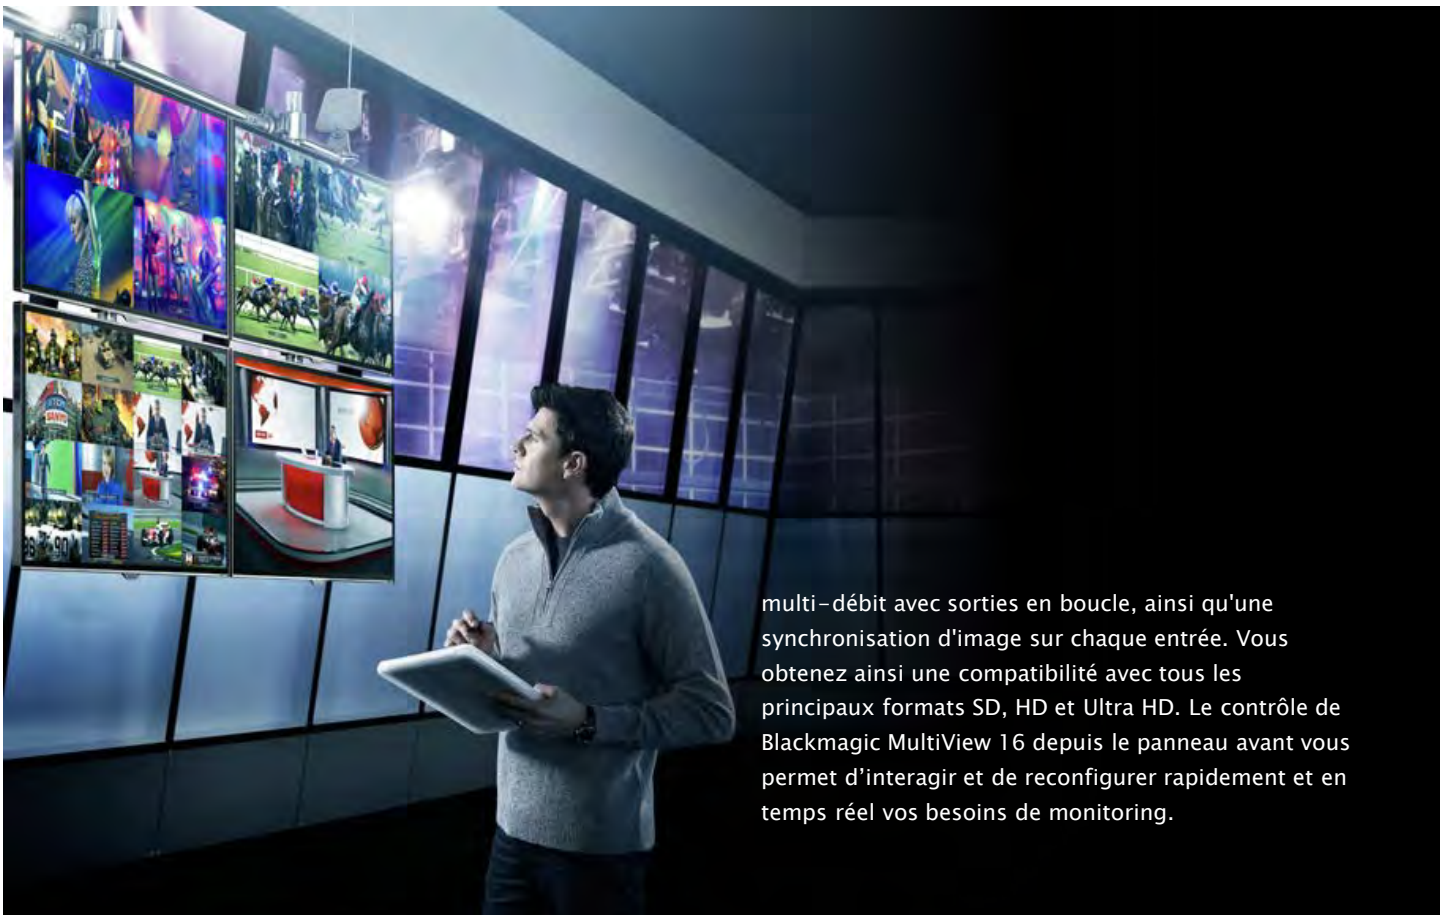 multi-débit avec sorties en boucle, ainsi qu'une
synchronisation d'image sur chaque entrée. Vous
obtenez ainsi une compatibilité avec tous les
principaux formats SD, HD et Ultra HD. Le contrôle de
Blackmagic MultiView 16 depuis le panneau avant vous
permet d’interagir et de reconfigurer rapidement et en
temps réel vos besoins de monitoring.